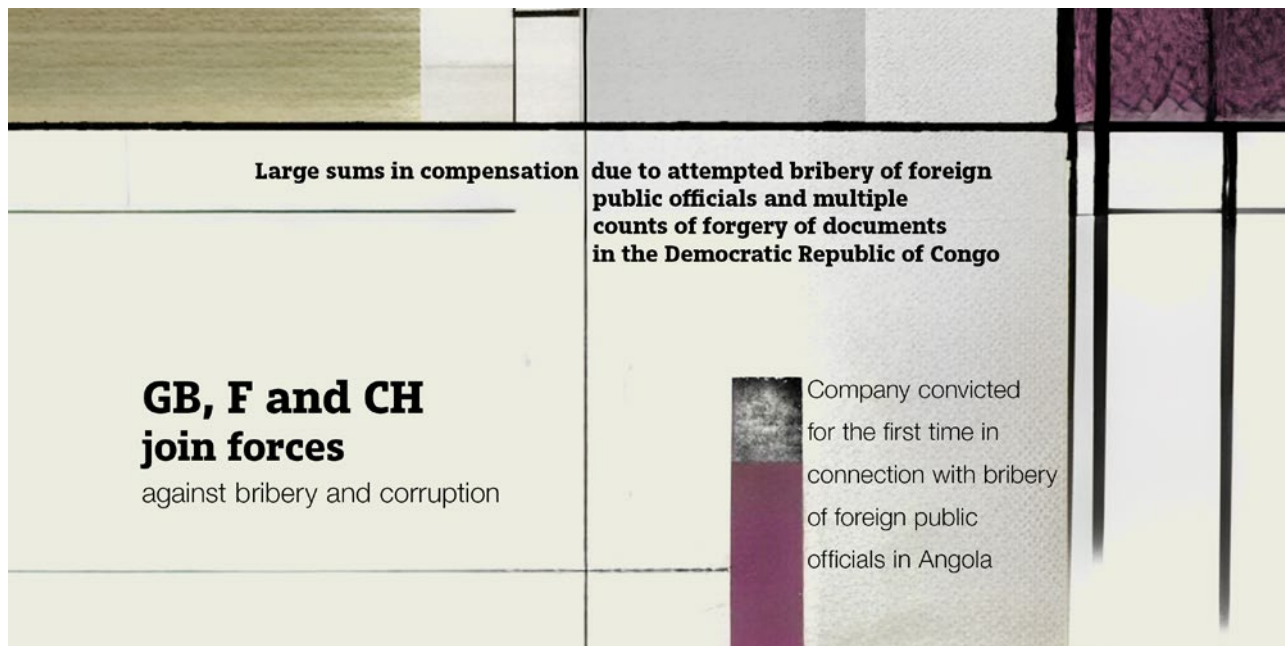 Large sums in compensation due to attempted bribery of foreign
public officials and multiple
counts of forgery of documents
in the Democratic Republic of Congo
GB, F and CH
join forces
against bribery and corruption
Company convicted
for the first time in
connection with bribery
of foreign public
officials in Angola